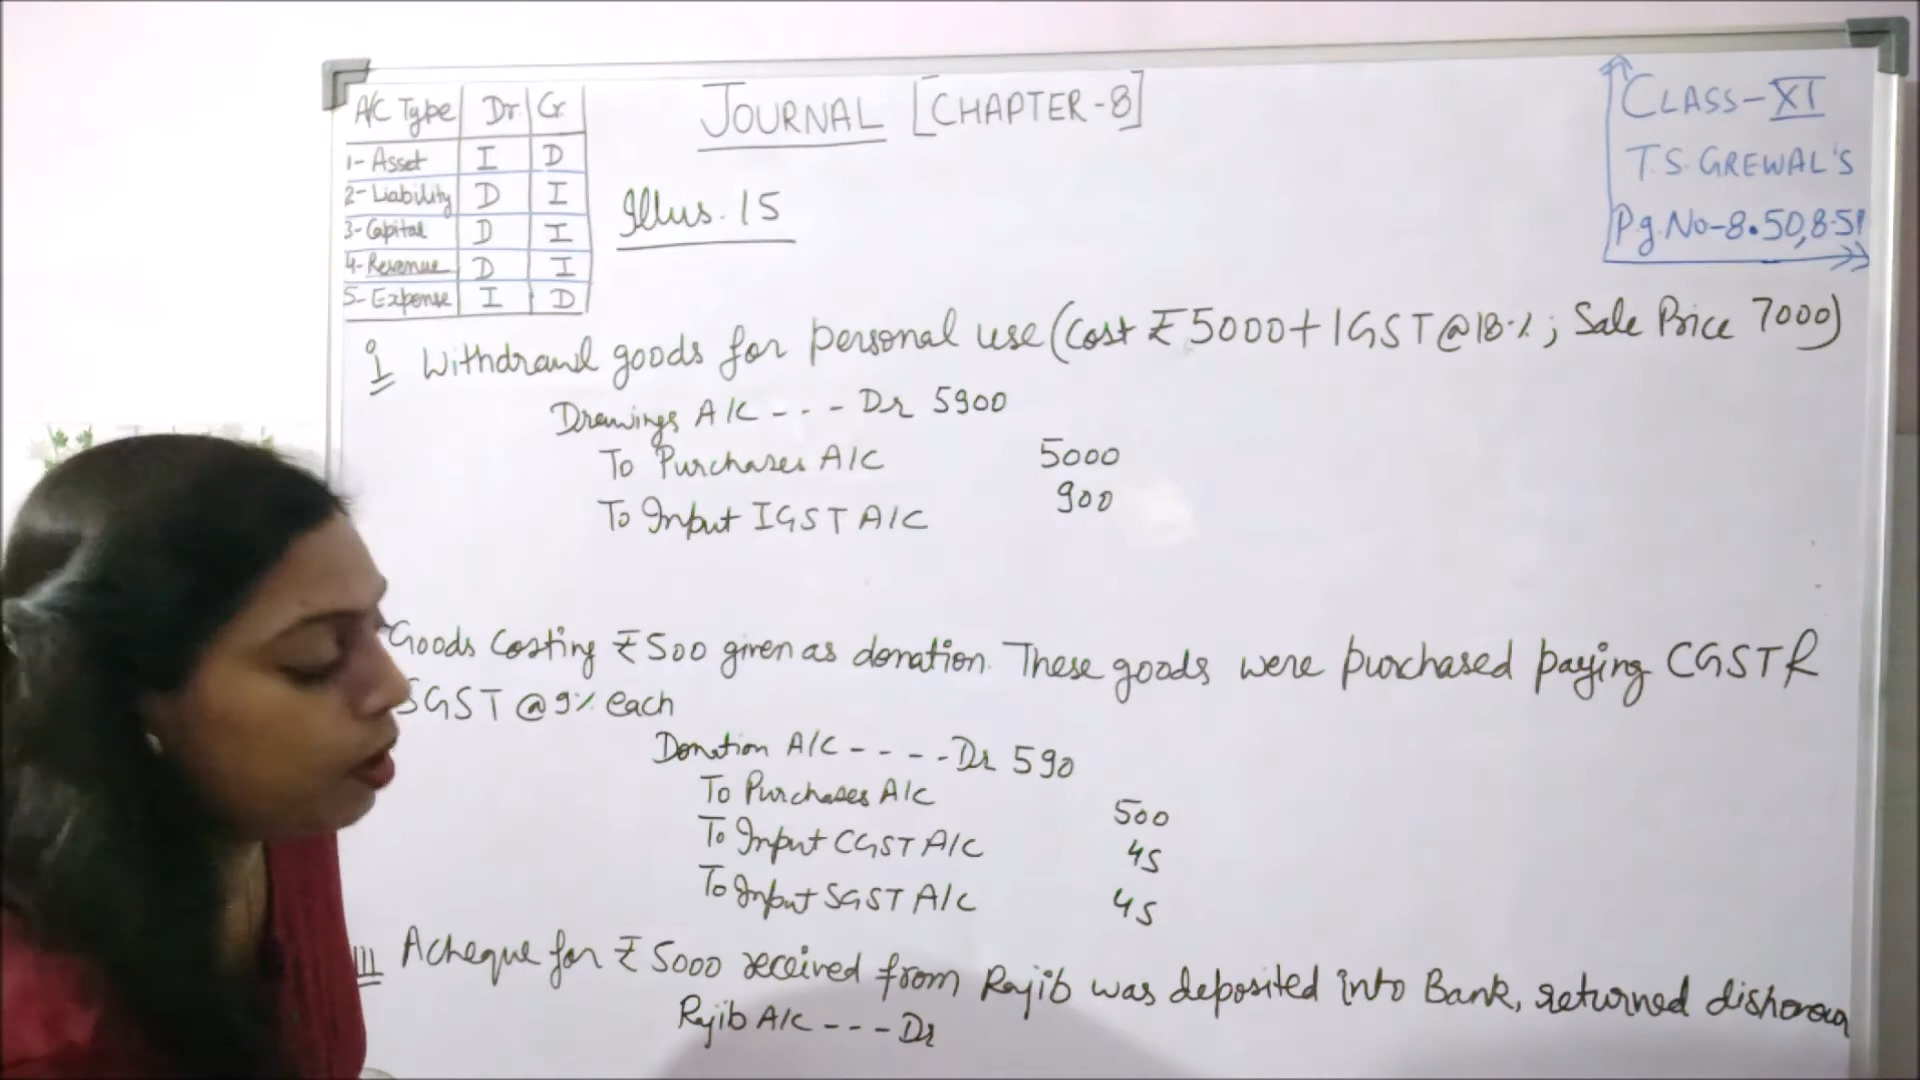 A/C Type Dr. Cr.
1- Asset I D
2- Liability D I
3- Capital D I
4- Revenue D I
5- Expense I D
JOURNAL [CHAPTER-8]
CLASS-XI
T.S. GREWAL'S
Pg. No-8.50, 8.51
Illus. 15
i Withdrawl goods for personal use (Cost ₹5000+IGST@18%; Sale Price 7000)
Drawings A/C --- Dr 5900
To Purchases A/C 5000
To Input IGST A/C 900
Goods Costing ₹500 given as donation. These goods were purchased paying CGST &
SGST @9% each
Donation A/C ---- Dr 590
To Purchases A/C 500
To Input CGST A/C 45
To Input SGST A/C 45
III A cheque for ₹5000 received from Rajib was deposited into Bank, returned
Rajib A/C --- Dr